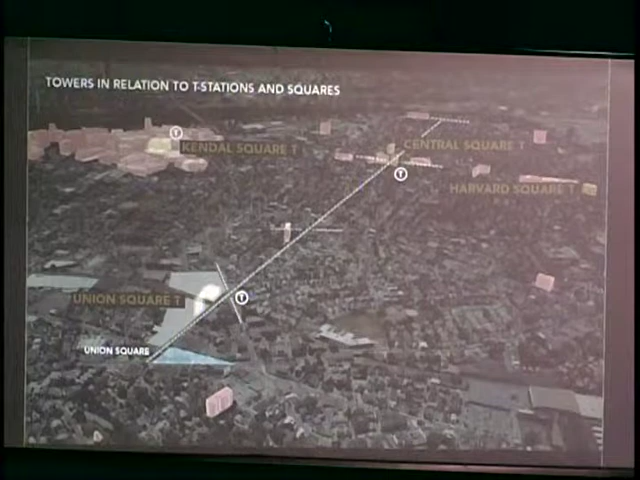 TOWERS IN RELATION TO T-STATIONS AND SQUARES
T
KENDAL SQUARE T
CENTRAL SQUARE T
T
HARVARD SQUARE T
UNION SQUARE T
T
UNION SQUARE